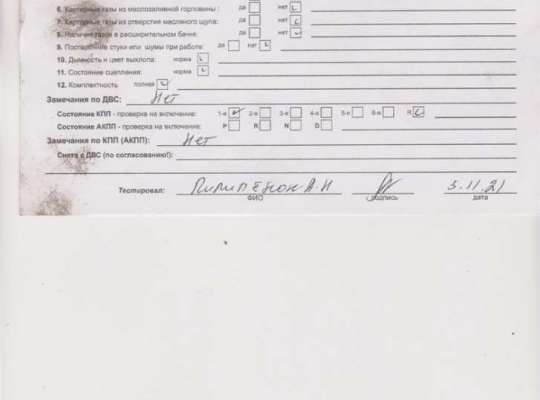 6. Картерные газы из маслозаливной горловины : да нет
7. Картерные газы из отверстия масляного щупа: да нет
8. Наличие газов в расширительном бачке: да нет
9. Посторонние стуки или шумы при работе: да нет
10. Дымность и цвет выхлопа: норма
11. Состояние сцепления: норма
12. Комплектность полная
Замечания по ДВС: Нет
Состояние КПП - проверка на включение: 1-я 2-я 3-я 4-я 5-я 6-я R
Состояние АКПП - проверка на включение: P R N D
Замечания по КПП (АКПП): Нет
Снята с ДВС (по согласованию!):
Тестировал: А.И 5.11.21
ФИО подпись дата